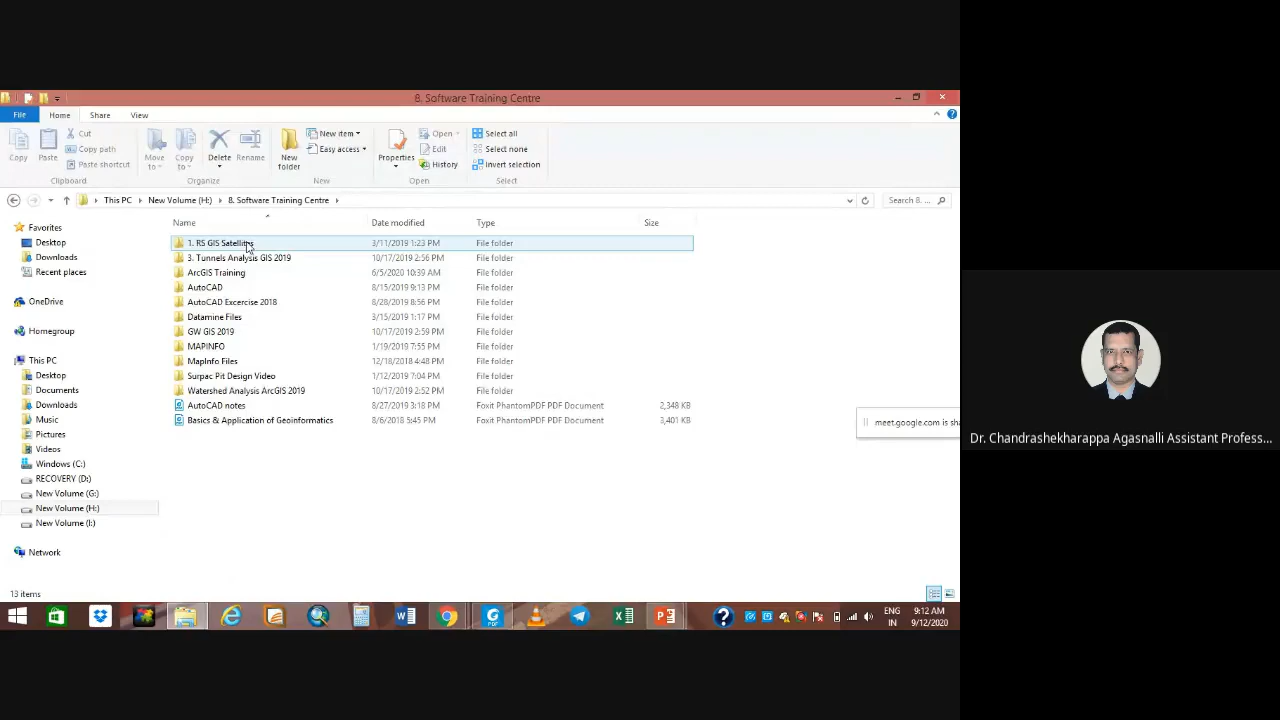 8. Software Training Centre
File Home Share View
Copy Paste Cut Copy path Paste shortcut
Move to Copy to Delete Rename
New folder New item Easy access
Properties Open Edit History
Select all Select none Invert selection
Clipboard Organize New Open Select
This PC New Volume (H:) 8. Software Training Centre Search 8. ...
Name Date modified Type Size
1. RS GIS Satellites 3/11/2019 1:23 PM File folder
3. Tunnels Analysis GIS 2019 10/17/2019 2:56 PM File folder
ArcGIS Training 6/5/2020 10:39 AM File folder
AutoCAD 8/15/2019 9:13 PM File folder
AutoCAD Excercise 2018 8/28/2019 8:56 PM File folder
Datamine Files 3/15/2019 1:17 PM File folder
GW GIS 2019 10/17/2019 2:59 PM File folder
MAPINFO 1/19/2019 7:55 PM File folder
MapInfo Files 12/18/2018 4:48 PM File folder
Surpac Pit Design Video 1/12/2019 7:04 PM File folder
Watershed Analysis ArcGIS 2019 10/17/2019 2:52 PM File folder
AutoCAD notes 8/27/2019 3:18 PM Foxit PhantomPDF PDF Document 2,348 KB
Basics & Application of Geoinformatics 8/6/2018 5:45 PM Foxit PhantomPDF PDF Document 3,401 KB
Favorites
Desktop
Downloads
Recent places
OneDrive
Homegroup
This PC
Desktop
Documents
Downloads
Music
Pictures
Videos
Windows (C:)
RECOVERY (D:)
New Volume (G:)
New Volume (H:)
New Volume (I:)
Network
13 items
meet.google.com is sh
ENG 9:12 AM
IN 9/12/2020
Dr. Chandrashekharappa Agasnalli Assistant Profess...